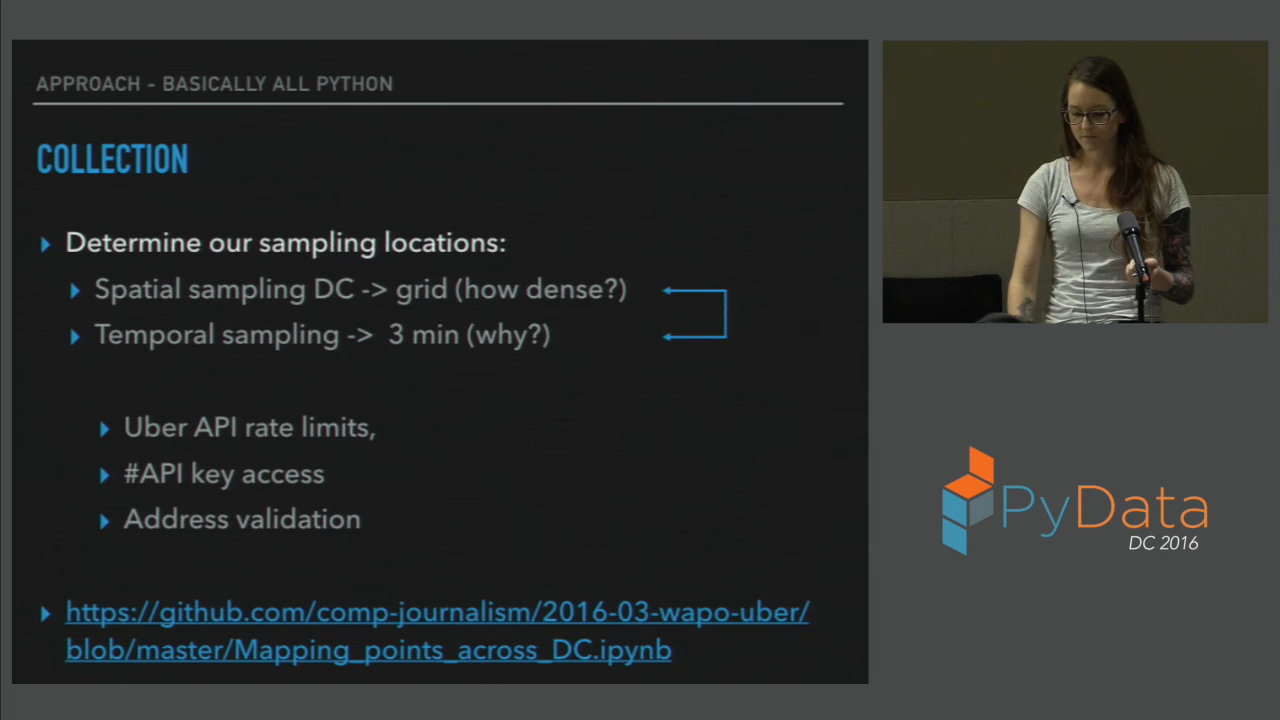 APPROACH - BASICALLY ALL PYTHON
COLLECTION
Determine our sampling locations:
Spatial sampling DC -> grid (how dense?)
Temporal sampling -> 3 min (why?)
Uber API rate limits,
#API key access
Address validation
https://github.com/comp-journalism/2016-03-wapo-uber/
blob/master/Mapping_points_across_DC.ipynb
PyData
DC 2016